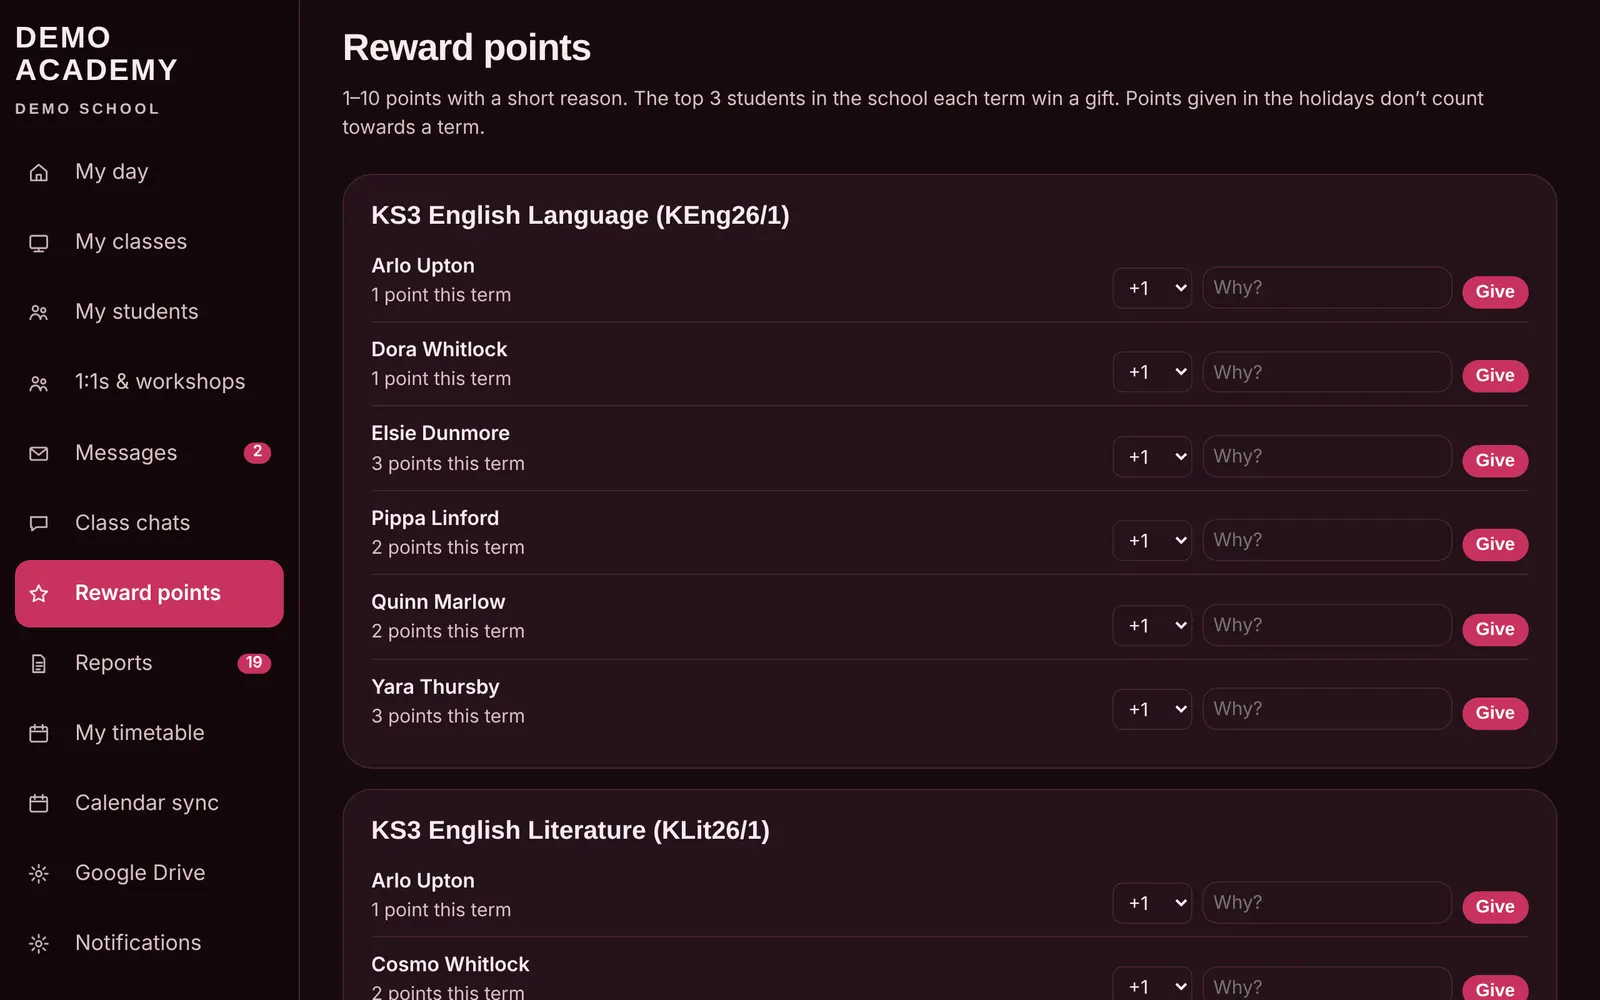 DEMO
ACADEMY
DEMO SCHOOL
My day
My classes
My students
1:1s & workshops
Messages 2
Class chats
Reward points
Reports 19
My timetable
Calendar sync
Google Drive
Notifications
Reward points
1–10 points with a short reason. The top 3 students in the school each term win a gift. Points given in the holidays don’t count
towards a term.
KS3 English Language (KEng26/1)
Arlo Upton
1 point this term
+1 Why? Give
Dora Whitlock
1 point this term
+1 Why? Give
Elsie Dunmore
3 points this term
+1 Why? Give
Pippa Linford
2 points this term
+1 Why? Give
Quinn Marlow
2 points this term
+1 Why? Give
Yara Thursby
3 points this term
+1 Why? Give
KS3 English Literature (KLit26/1)
Arlo Upton
1 point this term
+1 Why? Give
Cosmo Whitlock
2 points this term
+1 Why? Give